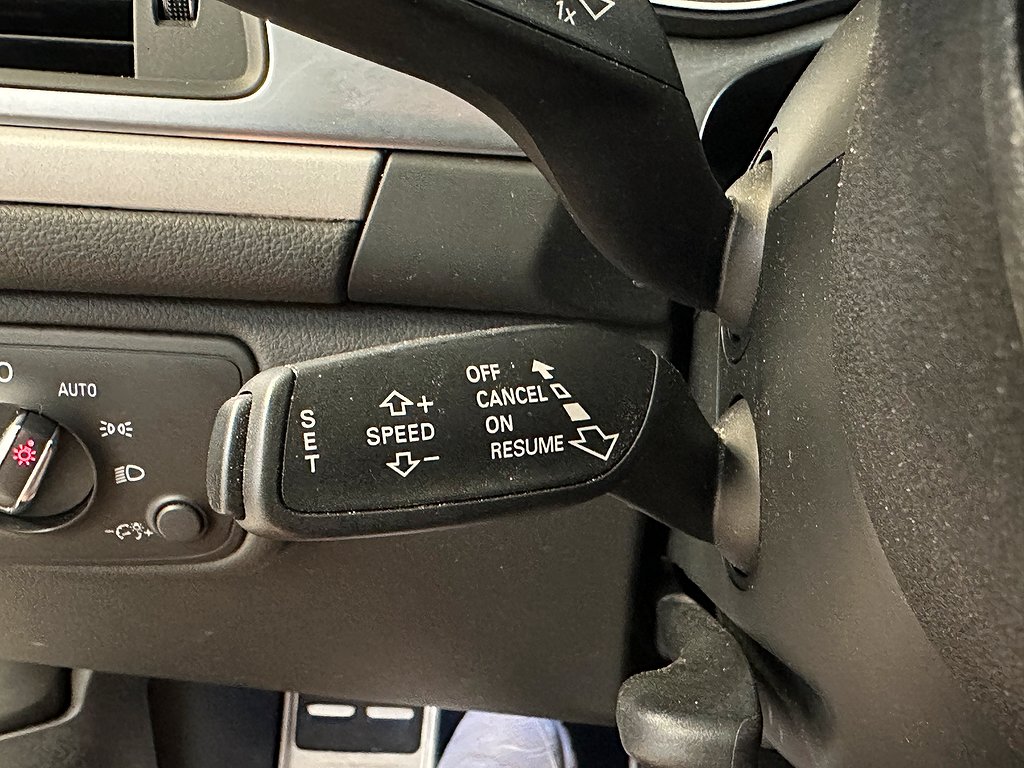 1x
AUTO
SET
+
SPEED
-
OFF
CANCEL
ON
RESUME
- +